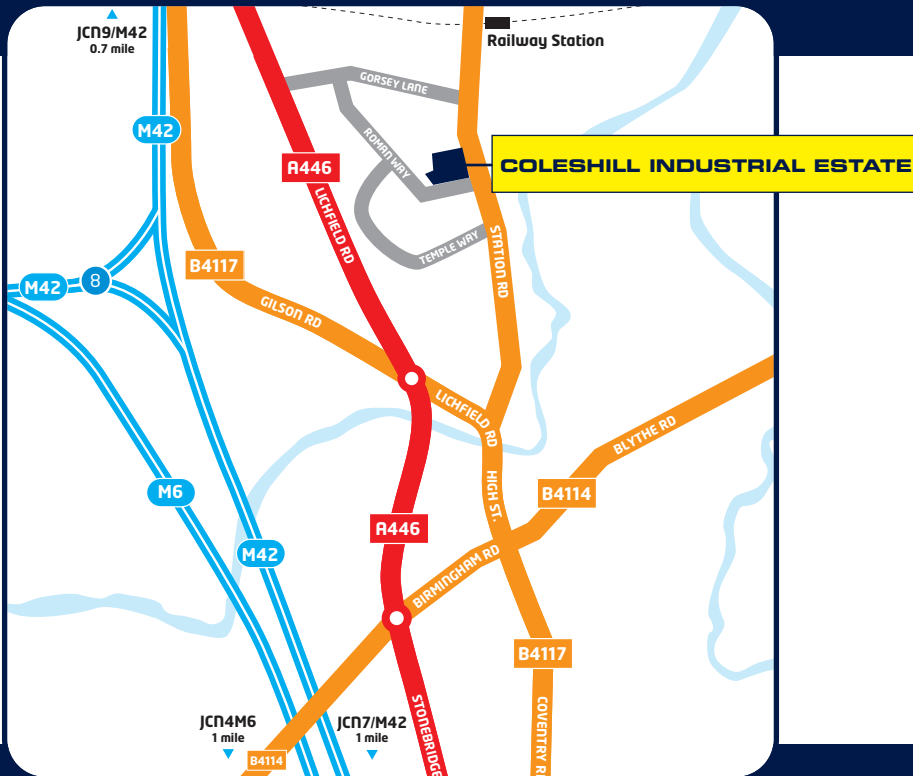 JCN9/M42
0.7 mile
Railway Station
GORSEY LANE
M42
ROMAN WAY
COLESHILL INDUSTRIAL ESTATE
A446
LICHFIELD RD
TEMPLE WAY
STATION RD
B4117
M42
8
GILSON RD
LICHFIELD RD
BLYTHE RD
HIGH ST.
B4114
M6
A446
M42
BIRMINGHAM RD
B4117
STONEBRIDGE
COVENTRY R
JCN4M6
1 mile
JCN7/M42
1 mile
B4114